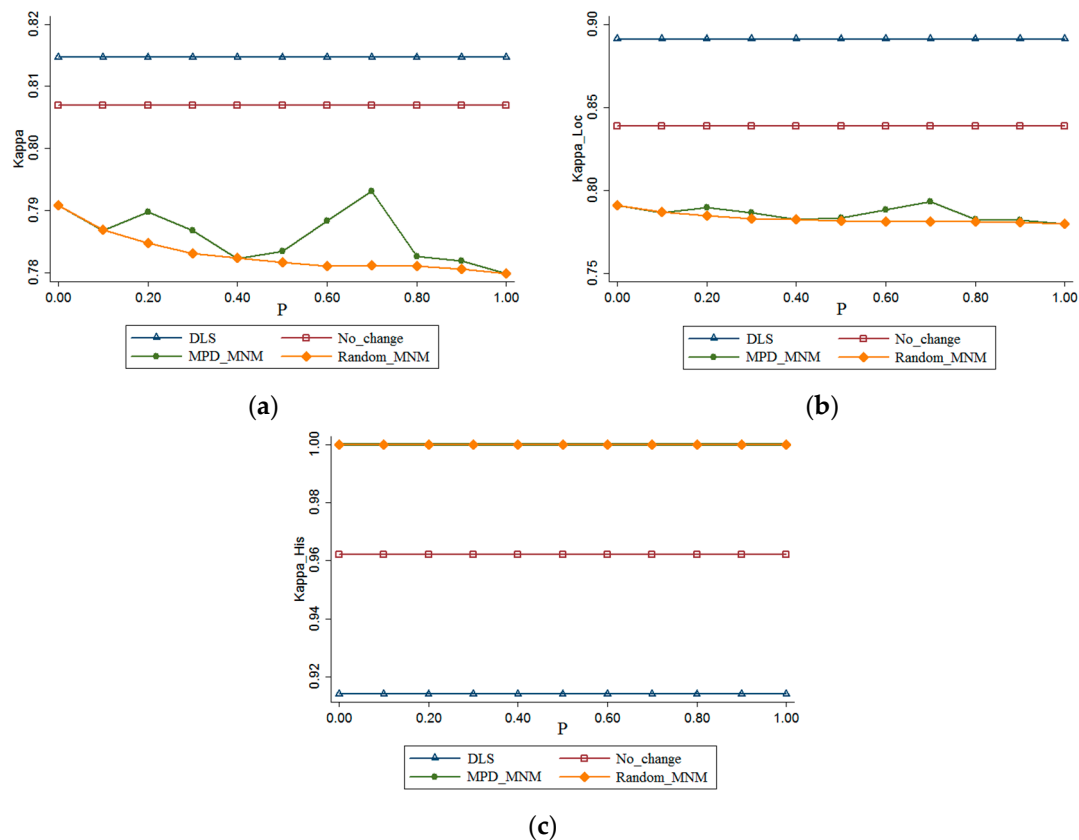 0.82
0.81
0.80
0.79
0.78
Kappa
0.00 0.20 0.40 0.60 0.80 1.00
P
DLS No_change
MPD_MNM Random_MNM
(a)
0.90
0.85
0.80
0.75
Kappa_Loc
0.00 0.20 0.40 0.60 0.80 1.00
P
DLS No_change
MPD_MNM Random_MNM
(b)
1.00
0.98
0.96
0.94
0.92
Kappa_His
0.00 0.20 0.40 0.60 0.80 1.00
P
DLS No_change
MPD_MNM Random_MNM
(c)